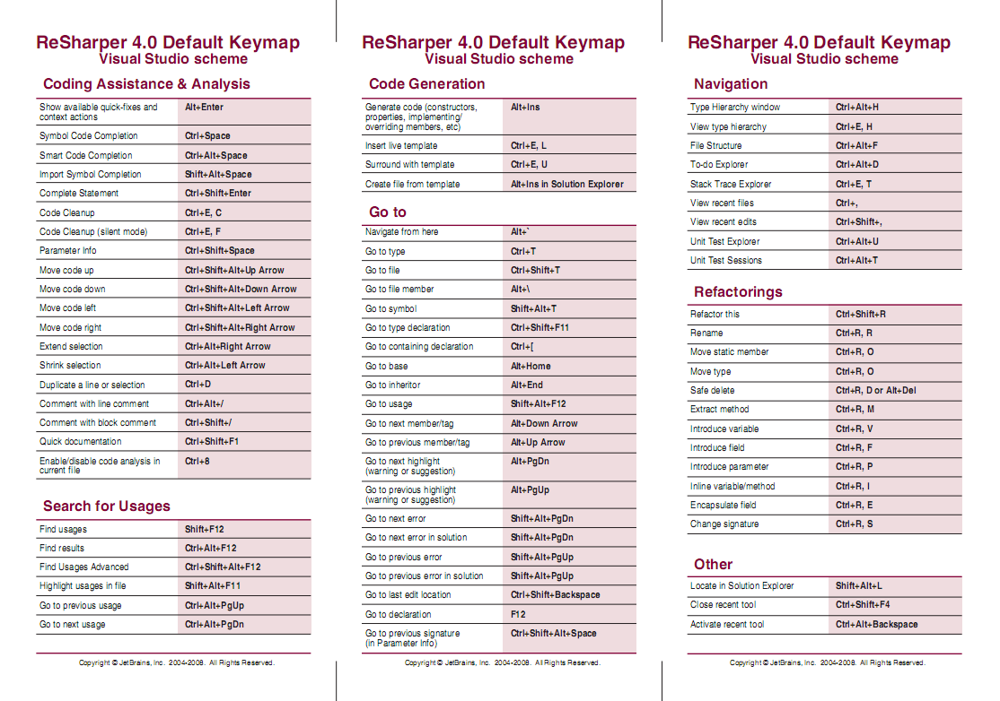 ReSharper 4.0 Default Keymap
Visual Studio scheme
Coding Assistance & Analysis
Show available quick-fixes and Alt+Enter
context actions
Symbol Code Completion Ctrl+Space
Smart Code Completion Ctrl+Alt+Space
Import Symbol Completion Shift+Alt+Space
Complete Statement Ctrl+Shift+Enter
Code Cleanup Ctrl+E, C
Code Cleanup (silent mode) Ctrl+E, F
Parameter Info Ctrl+Shift+Space
Move code up Ctrl+Shift+Alt+Up Arrow
Move code down Ctrl+Shift+Alt+Down Arrow
Move code left Ctrl+Shift+Alt+Left Arrow
Move code right Ctrl+Shift+Alt+Right Arrow
Extend selection Ctrl+Alt+Right Arrow
Shrink selection Ctrl+Alt+Left Arrow
Duplicate a line or selection Ctrl+D
Comment with line comment Ctrl+Alt+/
Comment with block comment Ctrl+Shift+/
Quick documentation Ctrl+Shift+F1
Enable/disable code analysis in Ctrl+8
current file
Search for Usages
Find usages Shift+F12
Find results Ctrl+Alt+F12
Find Usages Advanced Ctrl+Shift+Alt+F12
Highlight usages in file Shift+Alt+F11
Go to previous usage Ctrl+Alt+PgUp
Go to next usage Ctrl+Alt+PgDn
Copyright © JetBrains, Inc. 2004-2008. All Rights Reserved.
ReSharper 4.0 Default Keymap
Visual Studio scheme
Code Generation
Generate code (constructors, Alt+Ins
properties, implementing/
overriding members, etc)
Insert live template Ctrl+E, L
Surround with template Ctrl+E, U
Create file from template Alt+Ins in Solution Explorer
Go to
Navigate from here Alt+`
Go to type Ctrl+T
Go to file Ctrl+Shift+T
Go to file member Alt+\
Go to symbol Shift+Alt+T
Go to type declaration Ctrl+Shift+F11
Go to containing declaration Ctrl+[
Go to base Alt+Home
Go to inheritor Alt+End
Go to usage Shift+Alt+F12
Go to next member/tag Alt+Down Arrow
Go to previous member/tag Alt+Up Arrow
Go to next highlight Alt+PgDn
(warning or suggestion)
Go to previous highlight Alt+PgUp
(warning or suggestion)
Go to next error Shift+Alt+PgDn
Go to next error in solution Shift+Alt+PgDn
Go to previous error Shift+Alt+PgUp
Go to previous error in solution Shift+Alt+PgUp
Go to last edit location Ctrl+Shift+Backspace
Go to declaration F12
Go to previous signature Ctrl+Shift+Alt+Space
(in Parameter Info)
Copyright © JetBrains, Inc. 2004-2008. All Rights Reserved.
ReSharper 4.0 Default Keymap
Visual Studio scheme
Navigation
Type Hierarchy window Ctrl+Alt+H
View type hierarchy Ctrl+E, H
File Structure Ctrl+Alt+F
To-do Explorer Ctrl+Alt+D
Stack Trace Explorer Ctrl+E, T
View recent files Ctrl+,
View recent edits Ctrl+Shift+,
Unit Test Explorer Ctrl+Alt+U
Unit Test Sessions Ctrl+Alt+T
Refactorings
Refactor this Ctrl+Shift+R
Rename Ctrl+R, R
Move static member Ctrl+R, O
Move type Ctrl+R, O
Safe delete Ctrl+R, D or Alt+Del
Extract method Ctrl+R, M
Introduce variable Ctrl+R, V
Introduce field Ctrl+R, F
Introduce parameter Ctrl+R, P
Inline variable/method Ctrl+R, I
Encapsulate field Ctrl+R, E
Change signature Ctrl+R, S
Other
Locate in Solution Explorer Shift+Alt+L
Close recent tool Ctrl+Shift+F4
Activate recent tool Ctrl+Alt+Backspace
Copyright © JetBrains, Inc. 2004-2008. All Rights Reserved.